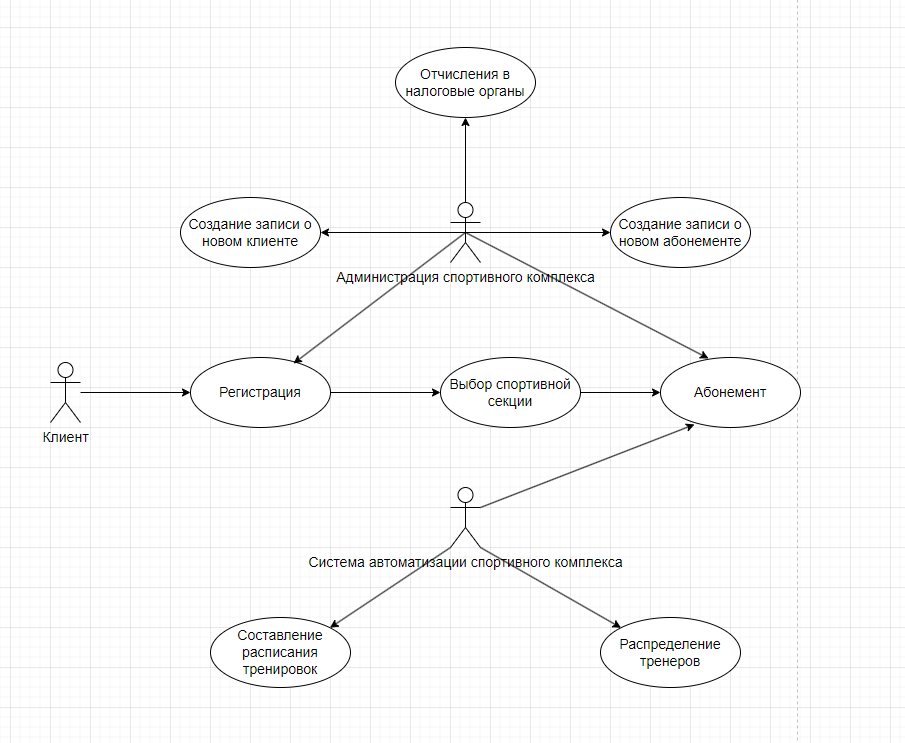 Отчисления в
налоговые органы
Создание записи о
новом клиенте
Создание записи о
новом абонементе
Администрация спортивного комплекса
Клиент
Регистрация
Выбор спортивной
секции
Абонемент
Система автоматизации спортивного комплекса
Составление
расписания
тренировок
Распределение
тренеров